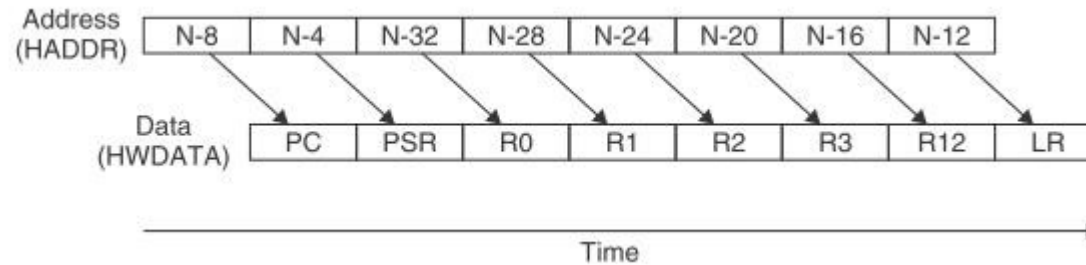 Address
(HADDR)
N-8 N-4 N-32 N-28 N-24 N-20 N-16 N-12
Data
(HWDATA)
PC PSR R0 R1 R2 R3 R12 LR
Time